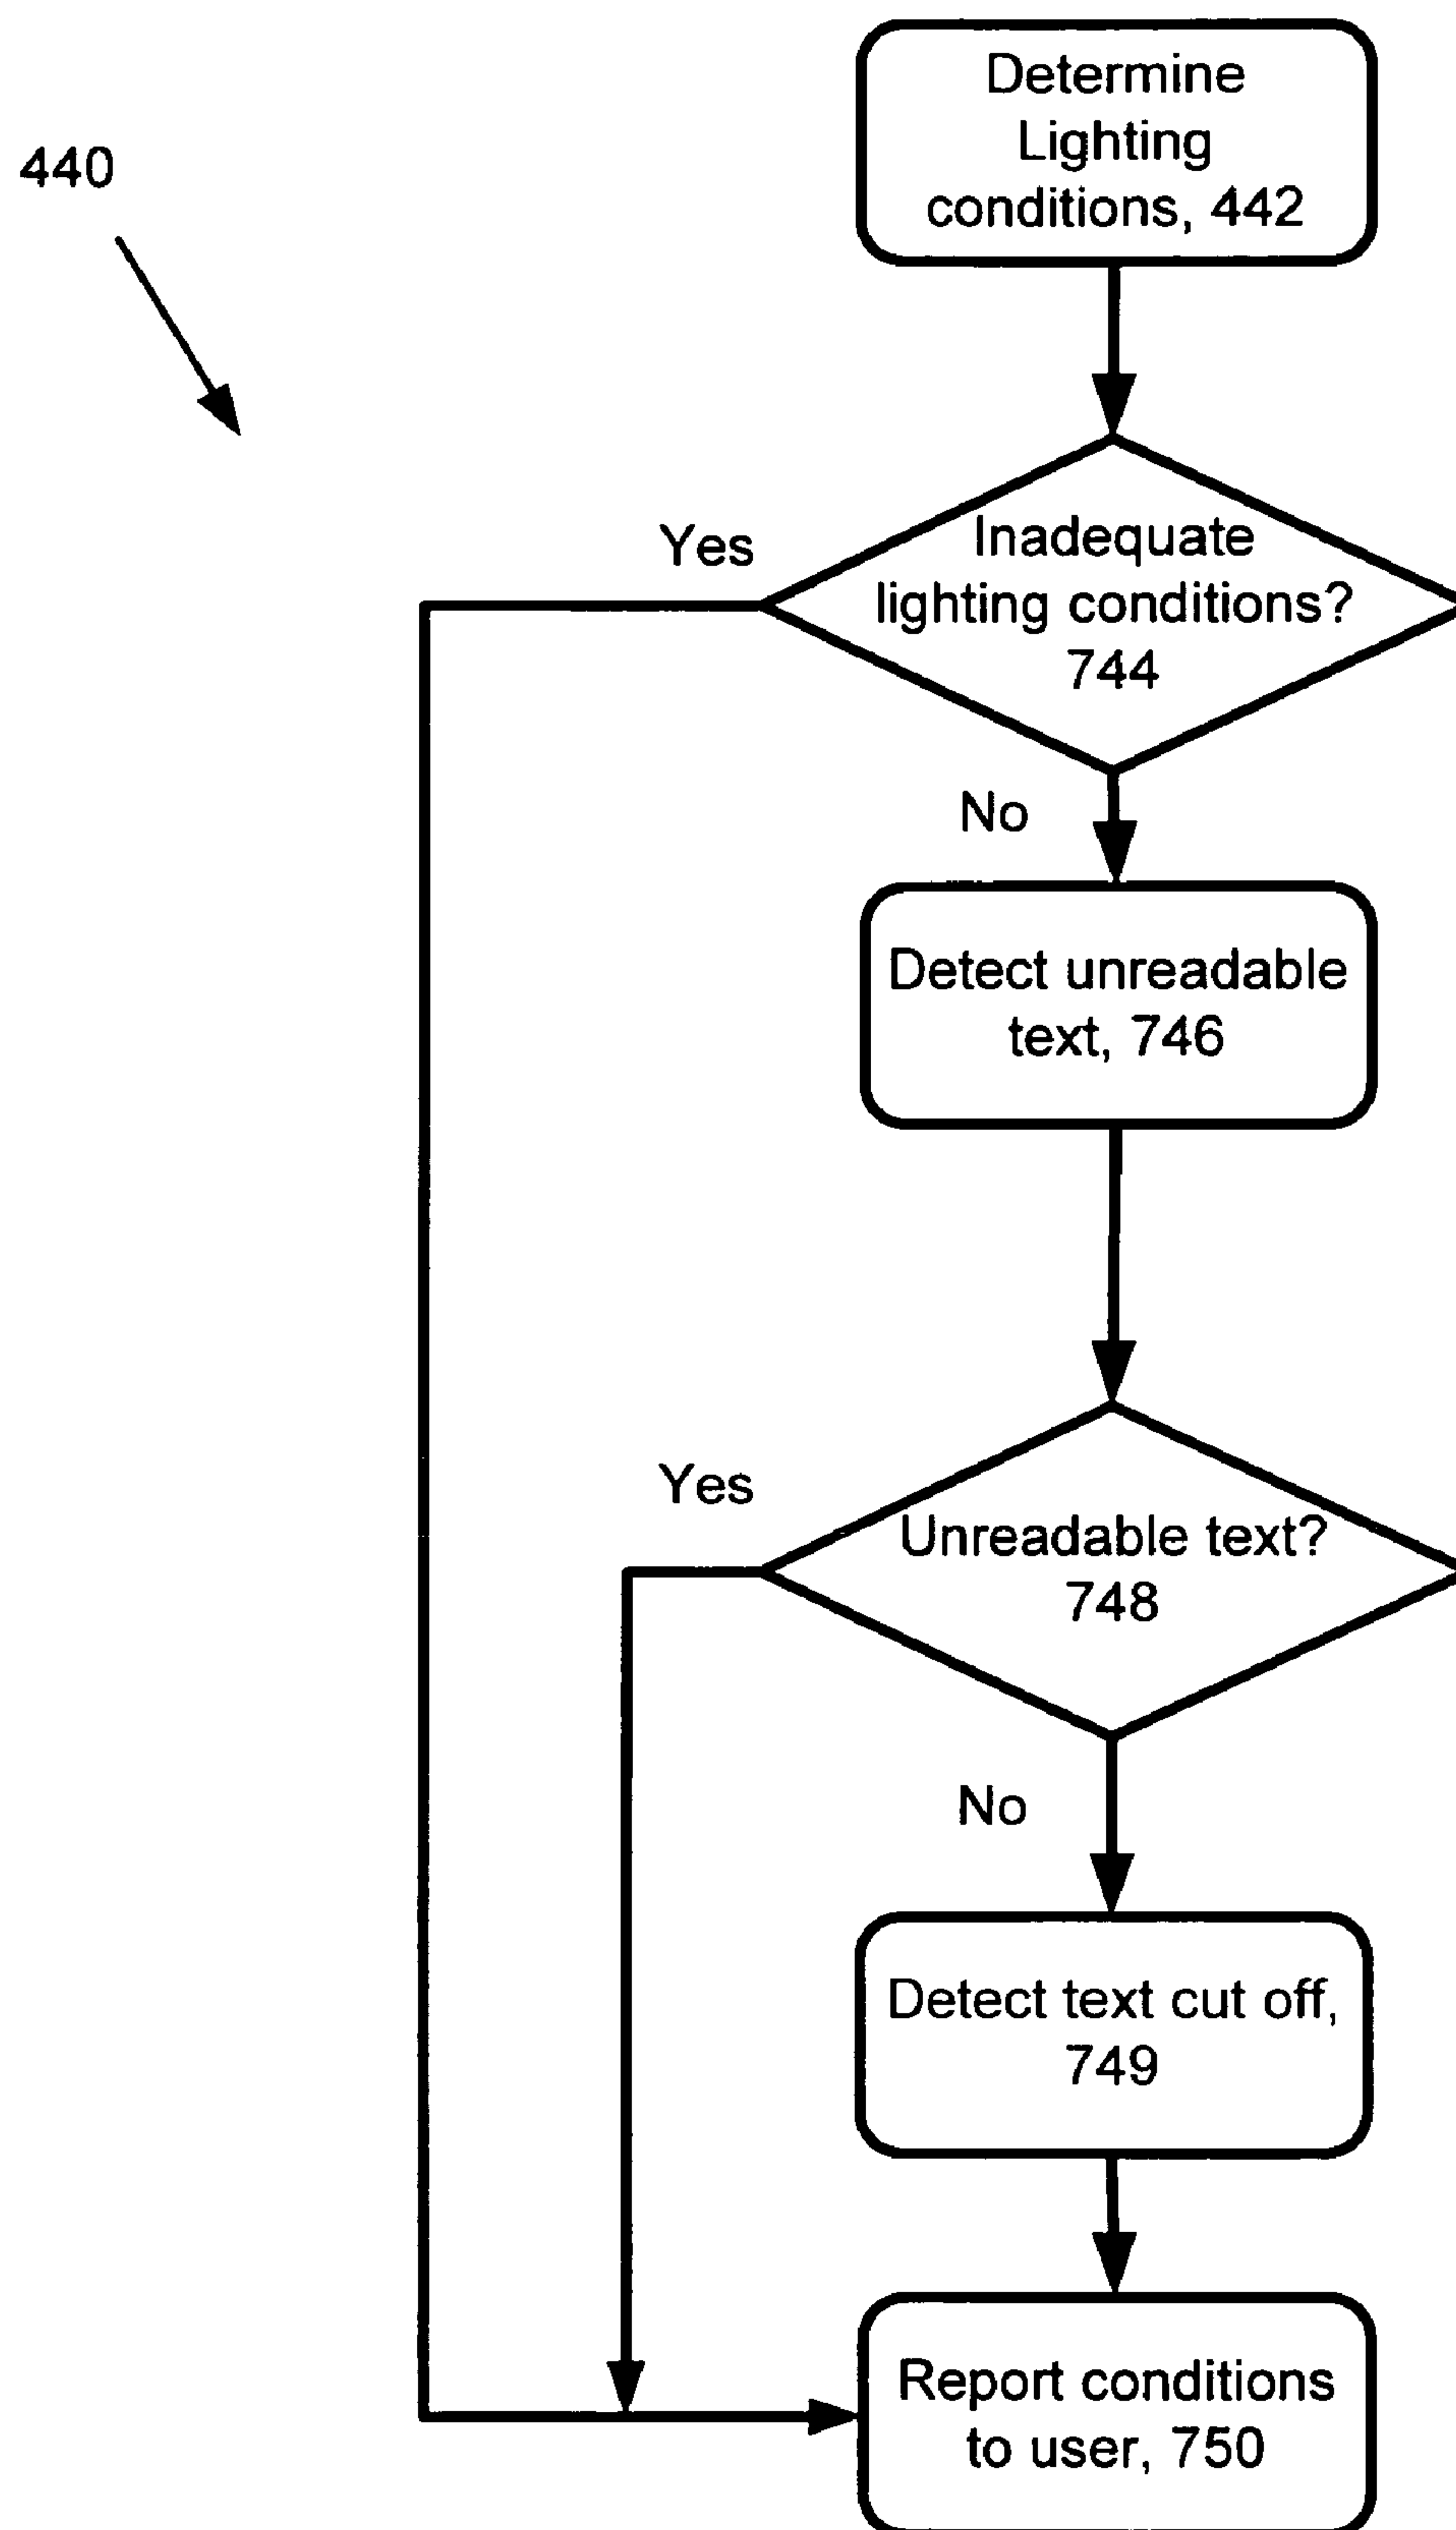 440
Determine
Lighting
conditions, 442
Yes
Inadequate
lighting conditions?
744
No
Detect unreadable
text, 746
Yes
Unreadable text?
748
No
Detect text cut off,
749
Report conditions
to user, 750